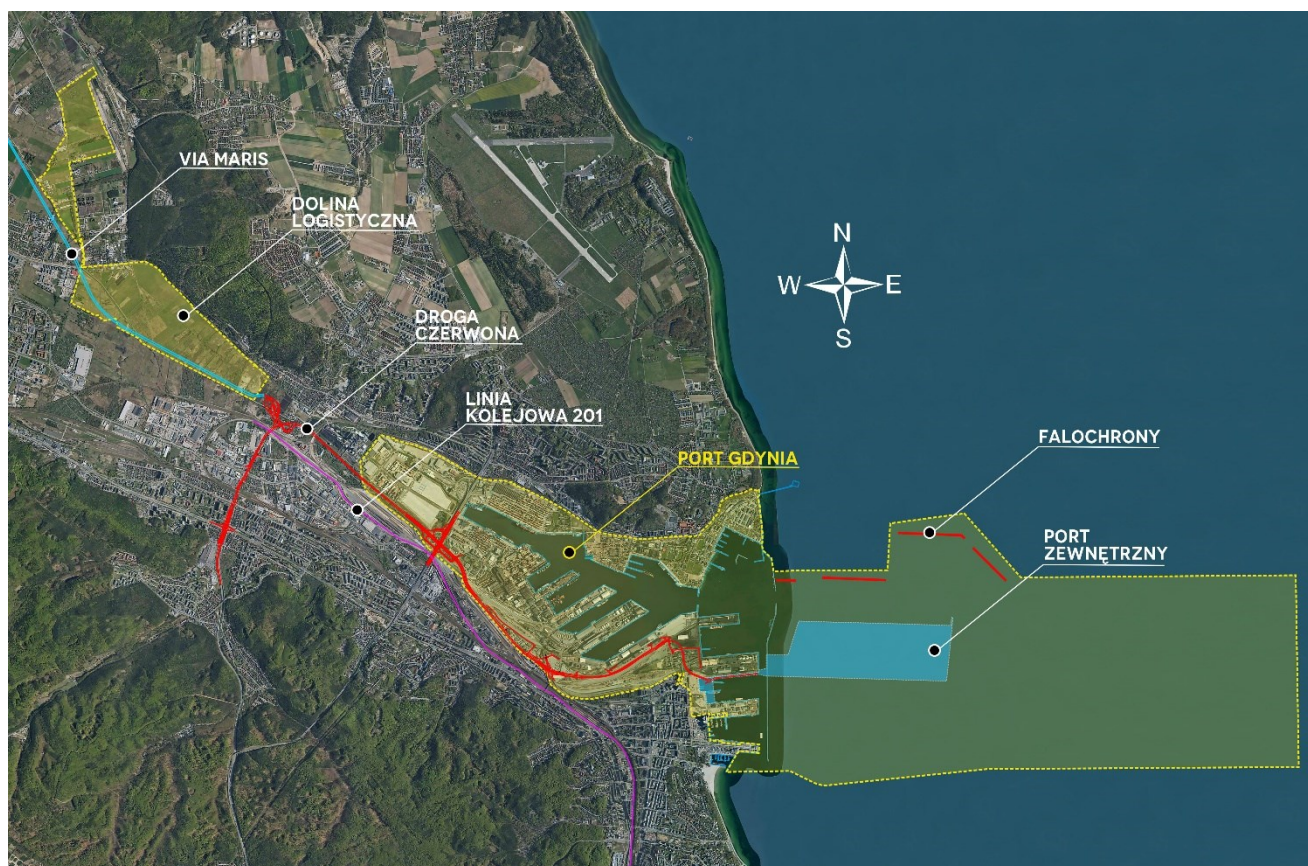 VIA MARIS
DOLINA
LOGISTYCZNA
DROGA
CZERWONA
LINIA
KOLEJOWA 201
PORT GDYNIA
N
W E
S
FALOCHRONY
PORT
ZEWNĘTRZNY